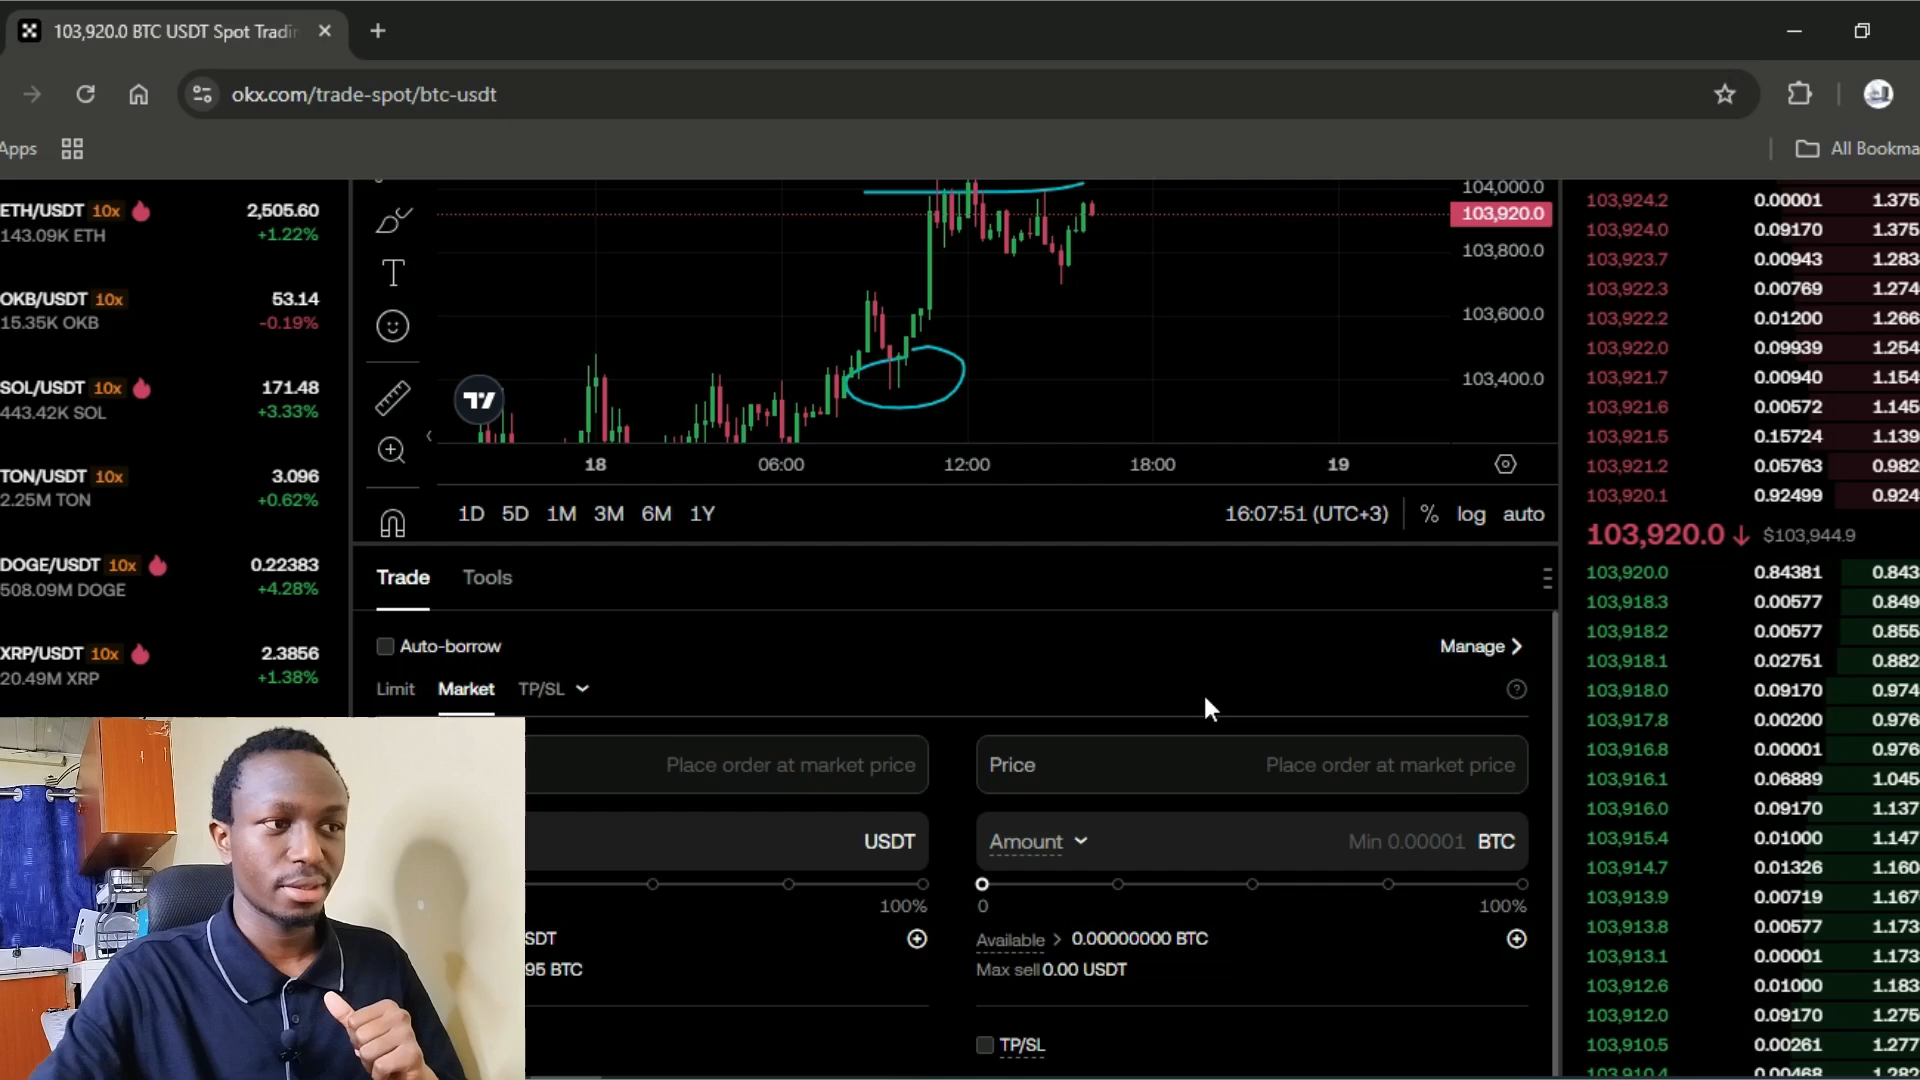 103,920.0 BTC USDT Spot Tradin
okx.com/trade-spot/btc-usdt
Apps
All Bookma
ETH/USDT 10x 2,505.60
143.09K ETH +1.22%
OKB/USDT 10x 53.14
15.35K OKB -0.19%
SOL/USDT 10x 171.48
443.42K SOL +3.33%
TON/USDT 10x 3.096
2.25M TON +0.62%
DOGE/USDT 10x 0.22383
508.09M DOGE +4.28%
XRP/USDT 10x 2.3856
20.49M XRP +1.38%
104,000.0
103,920.0
103,800.0
103,600.0
103,400.0
18 06:00 12:00 18:00 19
1D 5D 1M 3M 6M 1Y 16:07:51 (UTC+3) % log auto
Trade Tools
Auto-borrow Manage
Limit Market TP/SL
Place order at market price
USDT
100%
SDT
95 BTC
Price Place order at market price
Amount Min 0.00001 BTC
0 100%
Available > 0.00000000 BTC
Max sell 0.00 USDT
TP/SL
103,924.2 0.00001 1.375
103,924.0 0.09170 1.375
103,923.7 0.00943 1.283
103,922.3 0.00769 1.274
103,922.2 0.01200 1.266
103,922.0 0.09939 1.254
103,921.7 0.00940 1.154
103,921.6 0.00572 1.145
103,921.5 0.15724 1.139
103,921.2 0.05763 0.982
103,920.1 0.92499 0.924
103,920.0↓ $103,944.9
103,920.0 0.84381 0.843
103,918.3 0.00577 0.849
103,918.2 0.00577 0.855
103,918.1 0.02751 0.882
103,918.0 0.09170 0.974
103,917.8 0.00200 0.976
103,916.8 0.00001 0.976
103,916.1 0.06889 1.045
103,916.0 0.09170 1.137
103,915.4 0.01000 1.147
103,914.7 0.01326 1.160
103,913.9 0.00719 1.167
103,913.8 0.00577 1.173
103,913.1 0.00001 1.173
103,912.6 0.01000 1.183
103,912.0 0.09170 1.275
103,910.5 0.00261 1.277
103,910.4 0.00468 1.282